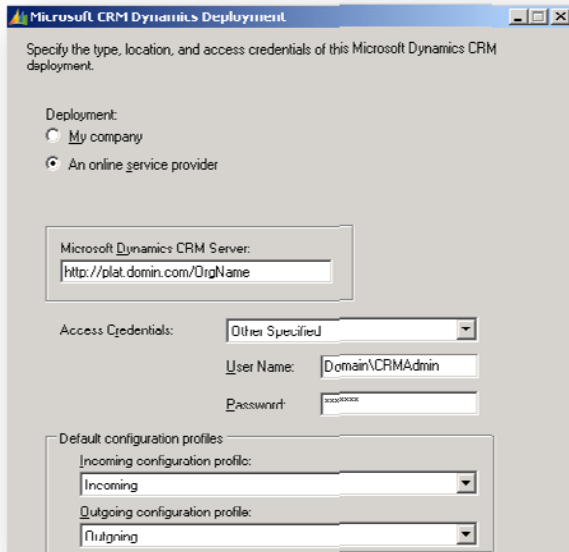 Microsoft CRM Dynamics Deployment
Specify the type, location, and access credentials of this Microsoft Dynamics CRM
deployment.
Deployment:
My company
An online service provider
Microsoft Dynamics CRM Server:
http://plat.domin.com/OrgName
Access Credentials:
Other Specified
User Name:
Domain\CRMAdmin
Password:
xxxxxxx
Default configuration profiles
Incoming configuration profile:
Incoming
Outgoing configuration profile:
Outgoing